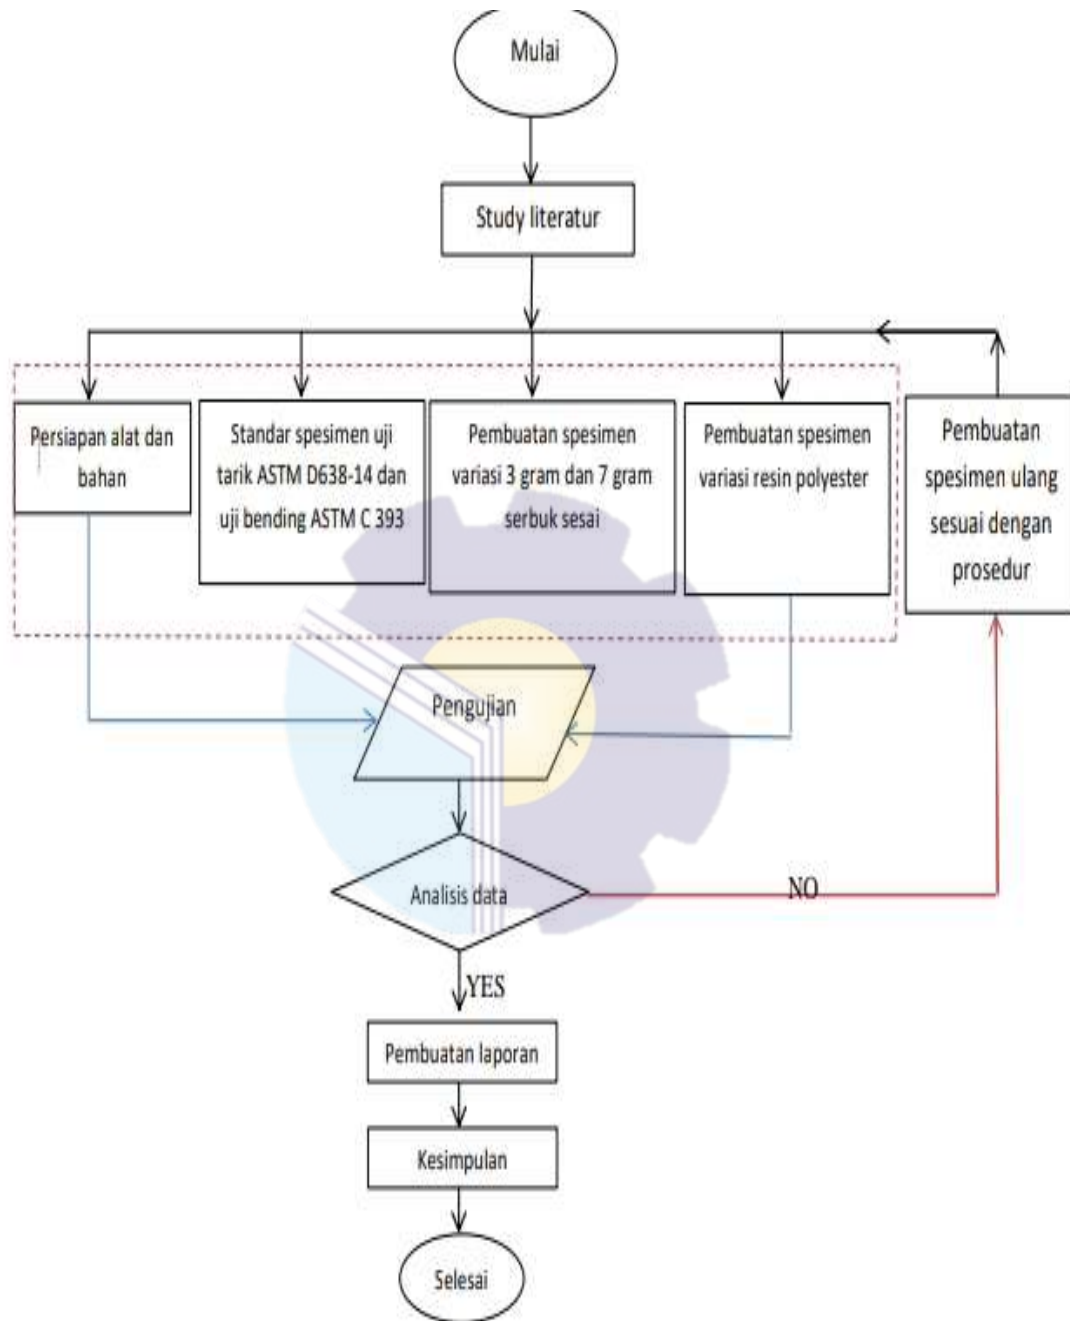 Mulai
Study literatur
Persiapan alat dan
bahan
Standar spesimen uji
tarik ASTM D638-14 dan
uji bending ASTM C 393
Pembuatan spesimen
variasi 3 gram dan 7 gram
serbuk sesai
Pembuatan spesimen
variasi resin polyester
Pembuatan
spesimen ulang
sesuai dengan
prosedur
Pengujian
Analisis data
NO
YES
Pembuatan laporan
Kesimpulan
Selesai